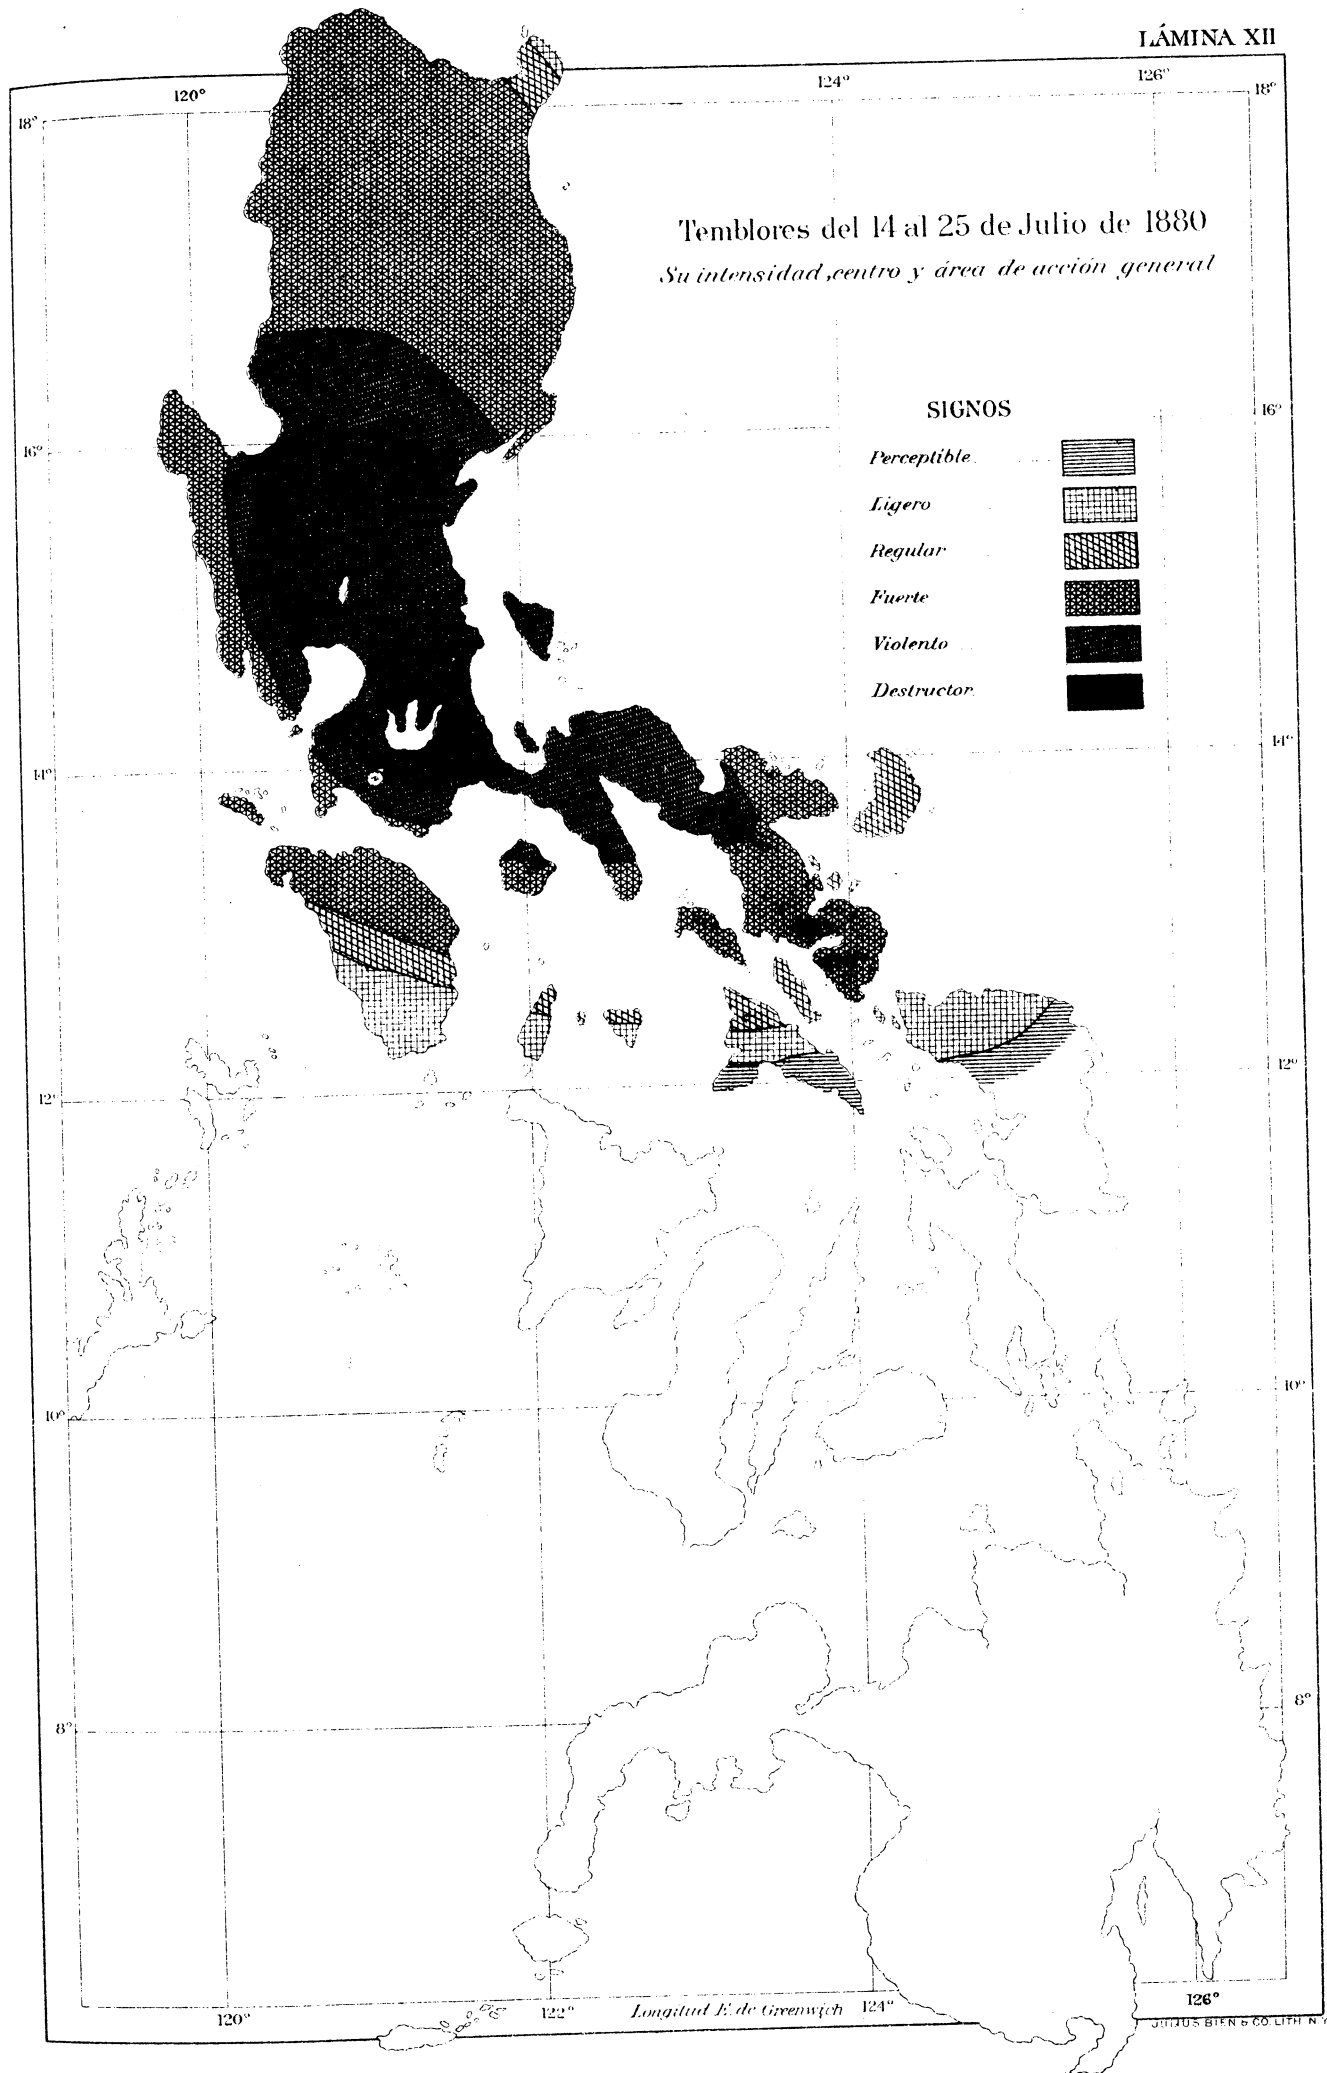 LÁMINA XII
120° 124° 126°
18° 18°
Temblores del 14 al 25 de Julio de 1880
Su intensidad, centro y área de acción general
SIGNOS
16° 16°
Perceptible
Ligero
Regular
Fuerte
Violento
Destructor
14° 14°
12° 12°
10° 10°
8° 8°
120° 122° Longitud E. de Greenwich 124° 126°
JULIUS BIEN & CO. LITH. N.Y.